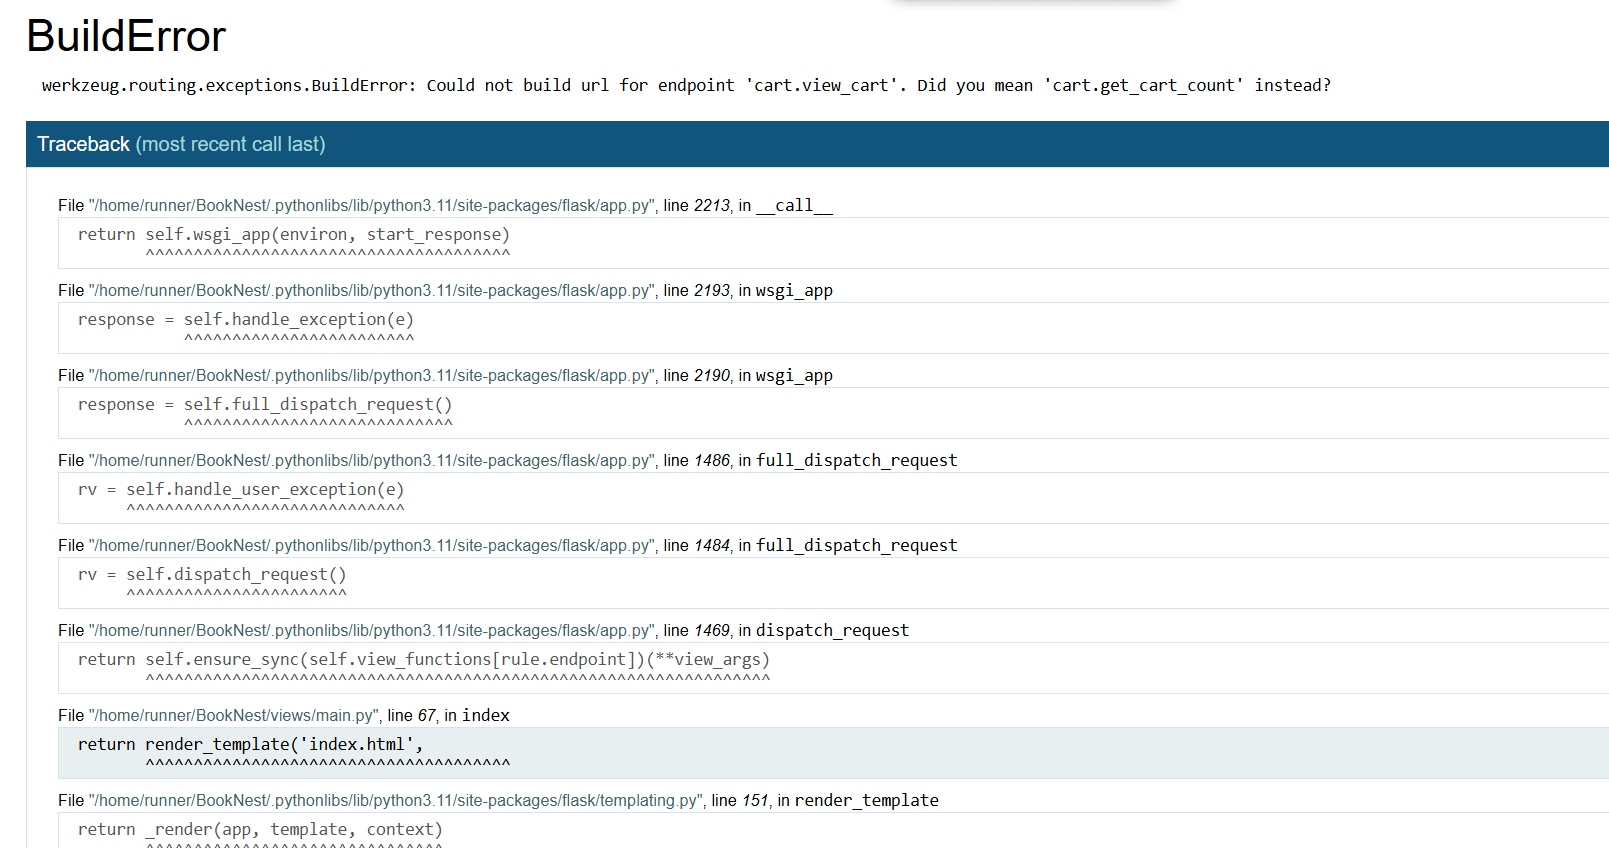 BuildError
werkzeug.routing.exceptions.BuildError: Could not build url for endpoint 'cart.view_cart'. Did you mean 'cart.get_cart_count' instead?
Traceback (most recent call last)
File "/home/runner/BookNest/.pythonlibs/lib/python3.11/site-packages/flask/app.py", line 2213, in __call__
return self.wsgi_app(environ, start_response)
^^^^^^^^^^^^^^^^^^^^^^^^^^^^^^^^^^^^^^
File "/home/runner/BookNest/.pythonlibs/lib/python3.11/site-packages/flask/app.py", line 2193, in wsgi_app
response = self.handle_exception(e)
^^^^^^^^^^^^^^^^^^^^^^^^
File "/home/runner/BookNest/.pythonlibs/lib/python3.11/site-packages/flask/app.py", line 2190, in wsgi_app
response = self.full_dispatch_request()
^^^^^^^^^^^^^^^^^^^^^^^^^^^^
File "/home/runner/BookNest/.pythonlibs/lib/python3.11/site-packages/flask/app.py", line 1486, in full_dispatch_request
rv = self.handle_user_exception(e)
^^^^^^^^^^^^^^^^^^^^^^^^^^^^^
File "/home/runner/BookNest/.pythonlibs/lib/python3.11/site-packages/flask/app.py", line 1484, in full_dispatch_request
rv = self.dispatch_request()
^^^^^^^^^^^^^^^^^^^^^^^
File "/home/runner/BookNest/.pythonlibs/lib/python3.11/site-packages/flask/app.py", line 1469, in dispatch_request
return self.ensure_sync(self.view_functions[rule.endpoint])(**view_args)
^^^^^^^^^^^^^^^^^^^^^^^^^^^^^^^^^^^^^^^^^^^^^^^^^^^^^^^^^^^^^^^^^
File "/home/runner/BookNest/views/main.py", line 67, in index
return render_template('index.html',
^^^^^^^^^^^^^^^^^^^^^^^^^^^^^^^^^^^^^^
File "/home/runner/BookNest/.pythonlibs/lib/python3.11/site-packages/flask/templating.py", line 151, in render_template
return _render(app, template, context)
^^^^^^^^^^^^^^^^^^^^^^^^^^^^^^^